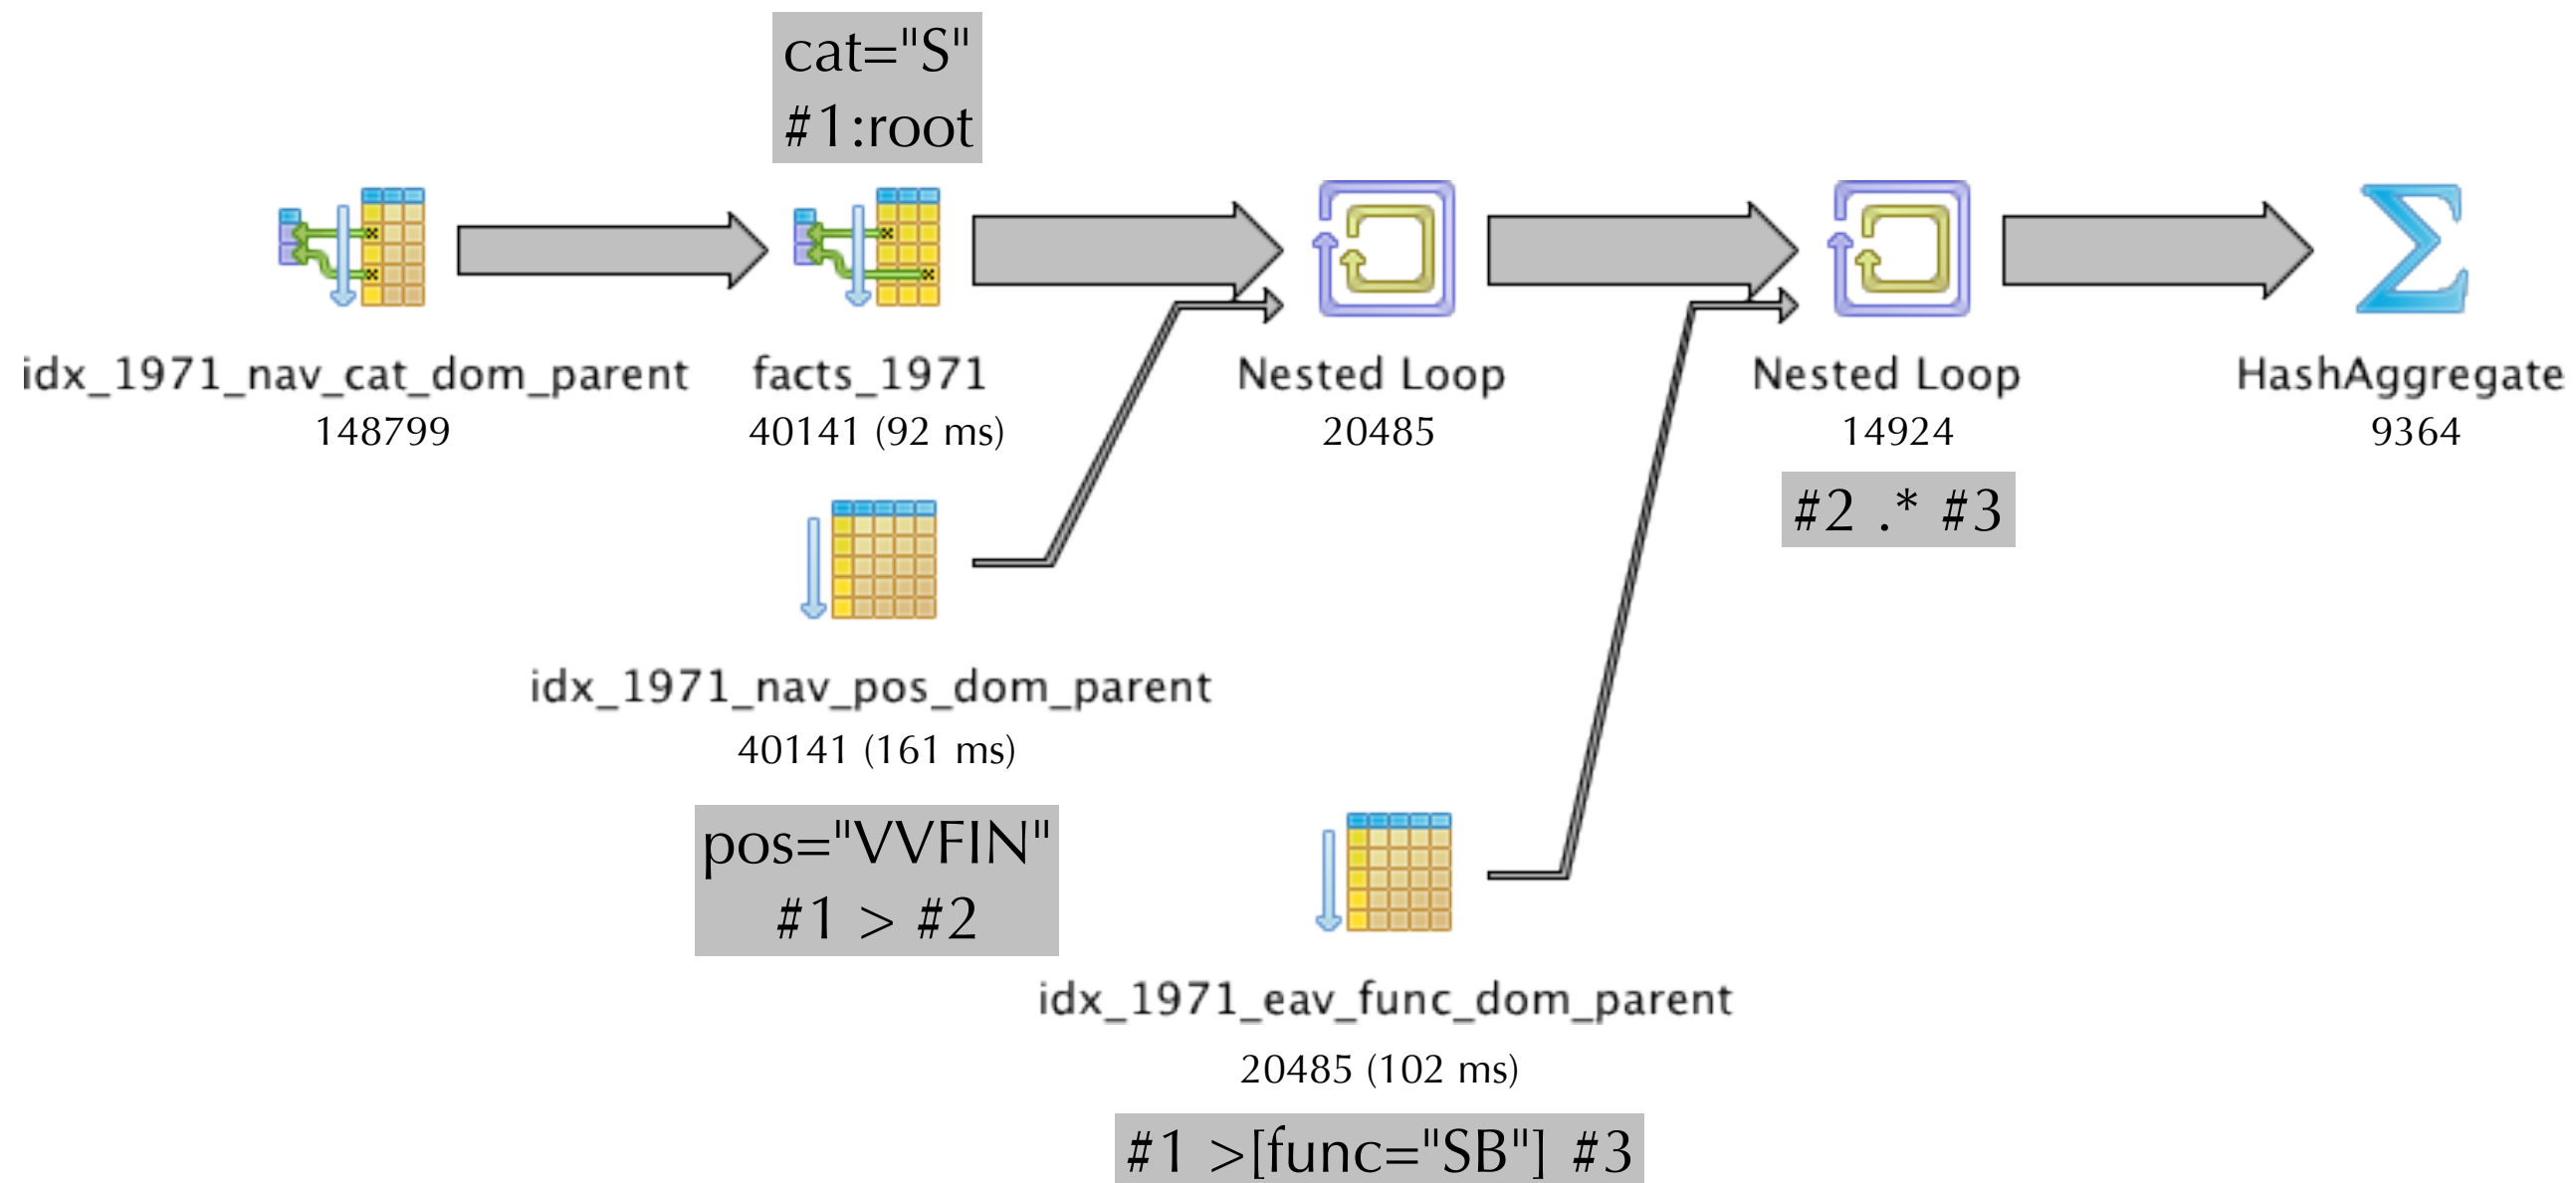 cat="S"
#1:root
idx_1971_nav_cat_dom_parent
148799
facts_1971
40141 (92 ms)
Nested Loop
20485
Nested Loop
14924
#2 .* #3
HashAggregate
9364
idx_1971_nav_pos_dom_parent
40141 (161 ms)
pos="VVFIN"
#1 > #2
idx_1971_eav_func_dom_parent
20485 (102 ms)
#1 >[func="SB"] #3